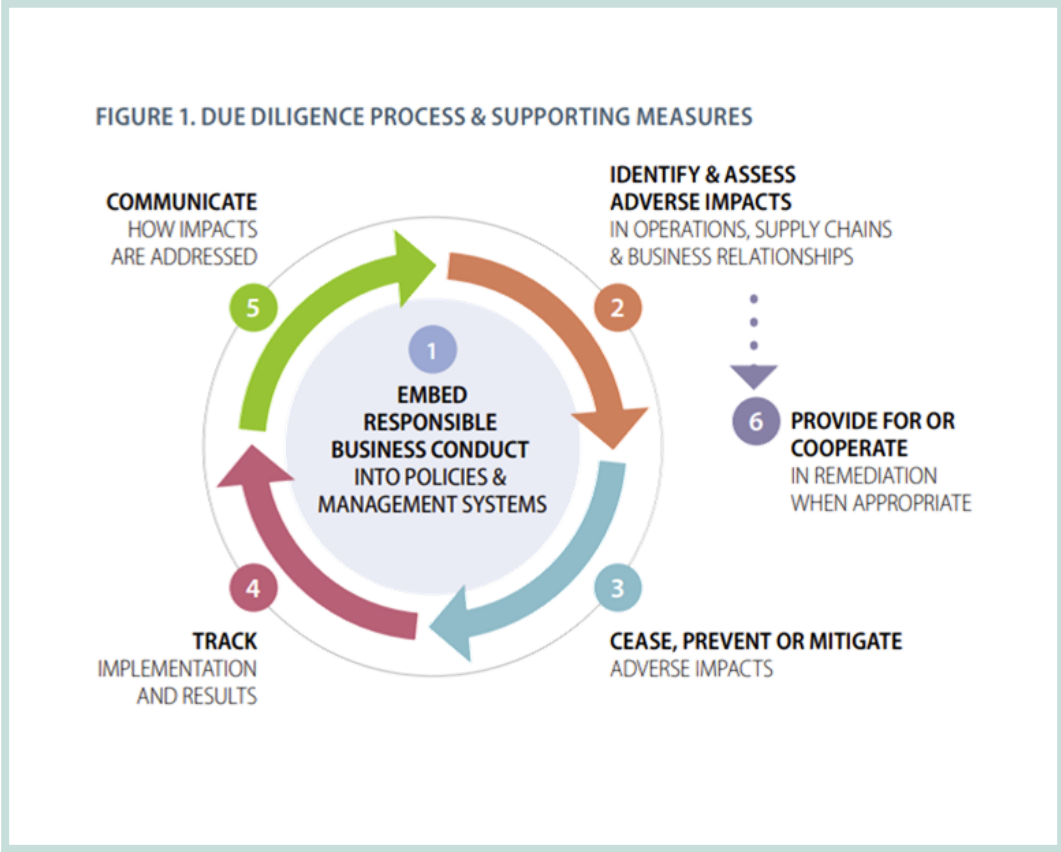 FIGURE 1. DUE DILIGENCE PROCESS & SUPPORTING MEASURES
COMMUNICATE
HOW IMPACTS
ARE ADDRESSED
5
IDENTIFY & ASSESS
ADVERSE IMPACTS
IN OPERATIONS, SUPPLY CHAINS
& BUSINESS RELATIONSHIPS
2
1
EMBED
RESPONSIBLE
BUSINESS CONDUCT
INTO POLICIES &
MANAGEMENT SYSTEMS
6
PROVIDE FOR OR
COOPERATE
IN REMEDIATION
WHEN APPROPRIATE
4
TRACK
IMPLEMENTATION
AND RESULTS
3
CEASE, PREVENT OR MITIGATE
ADVERSE IMPACTS